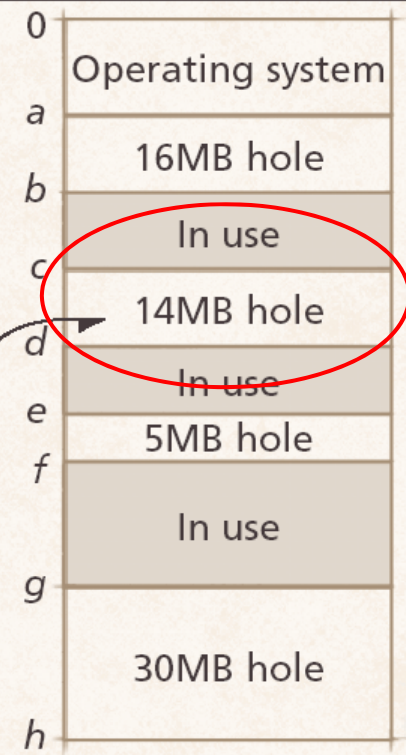 0
Operating system
a
16MB hole
b
In use
c
14MB hole
d
In use
e
5MB hole
f
In use
g
30MB hole
h